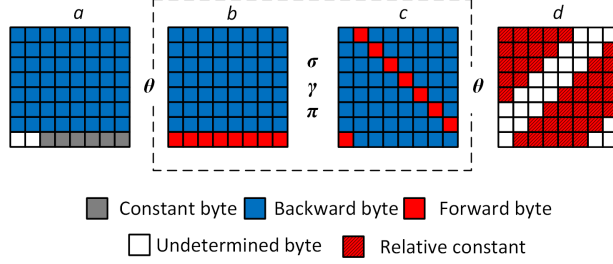 a b c d
θ σ θ
γ
π
Constant byte Backward byte Forward byte
Undetermined byte Relative constant